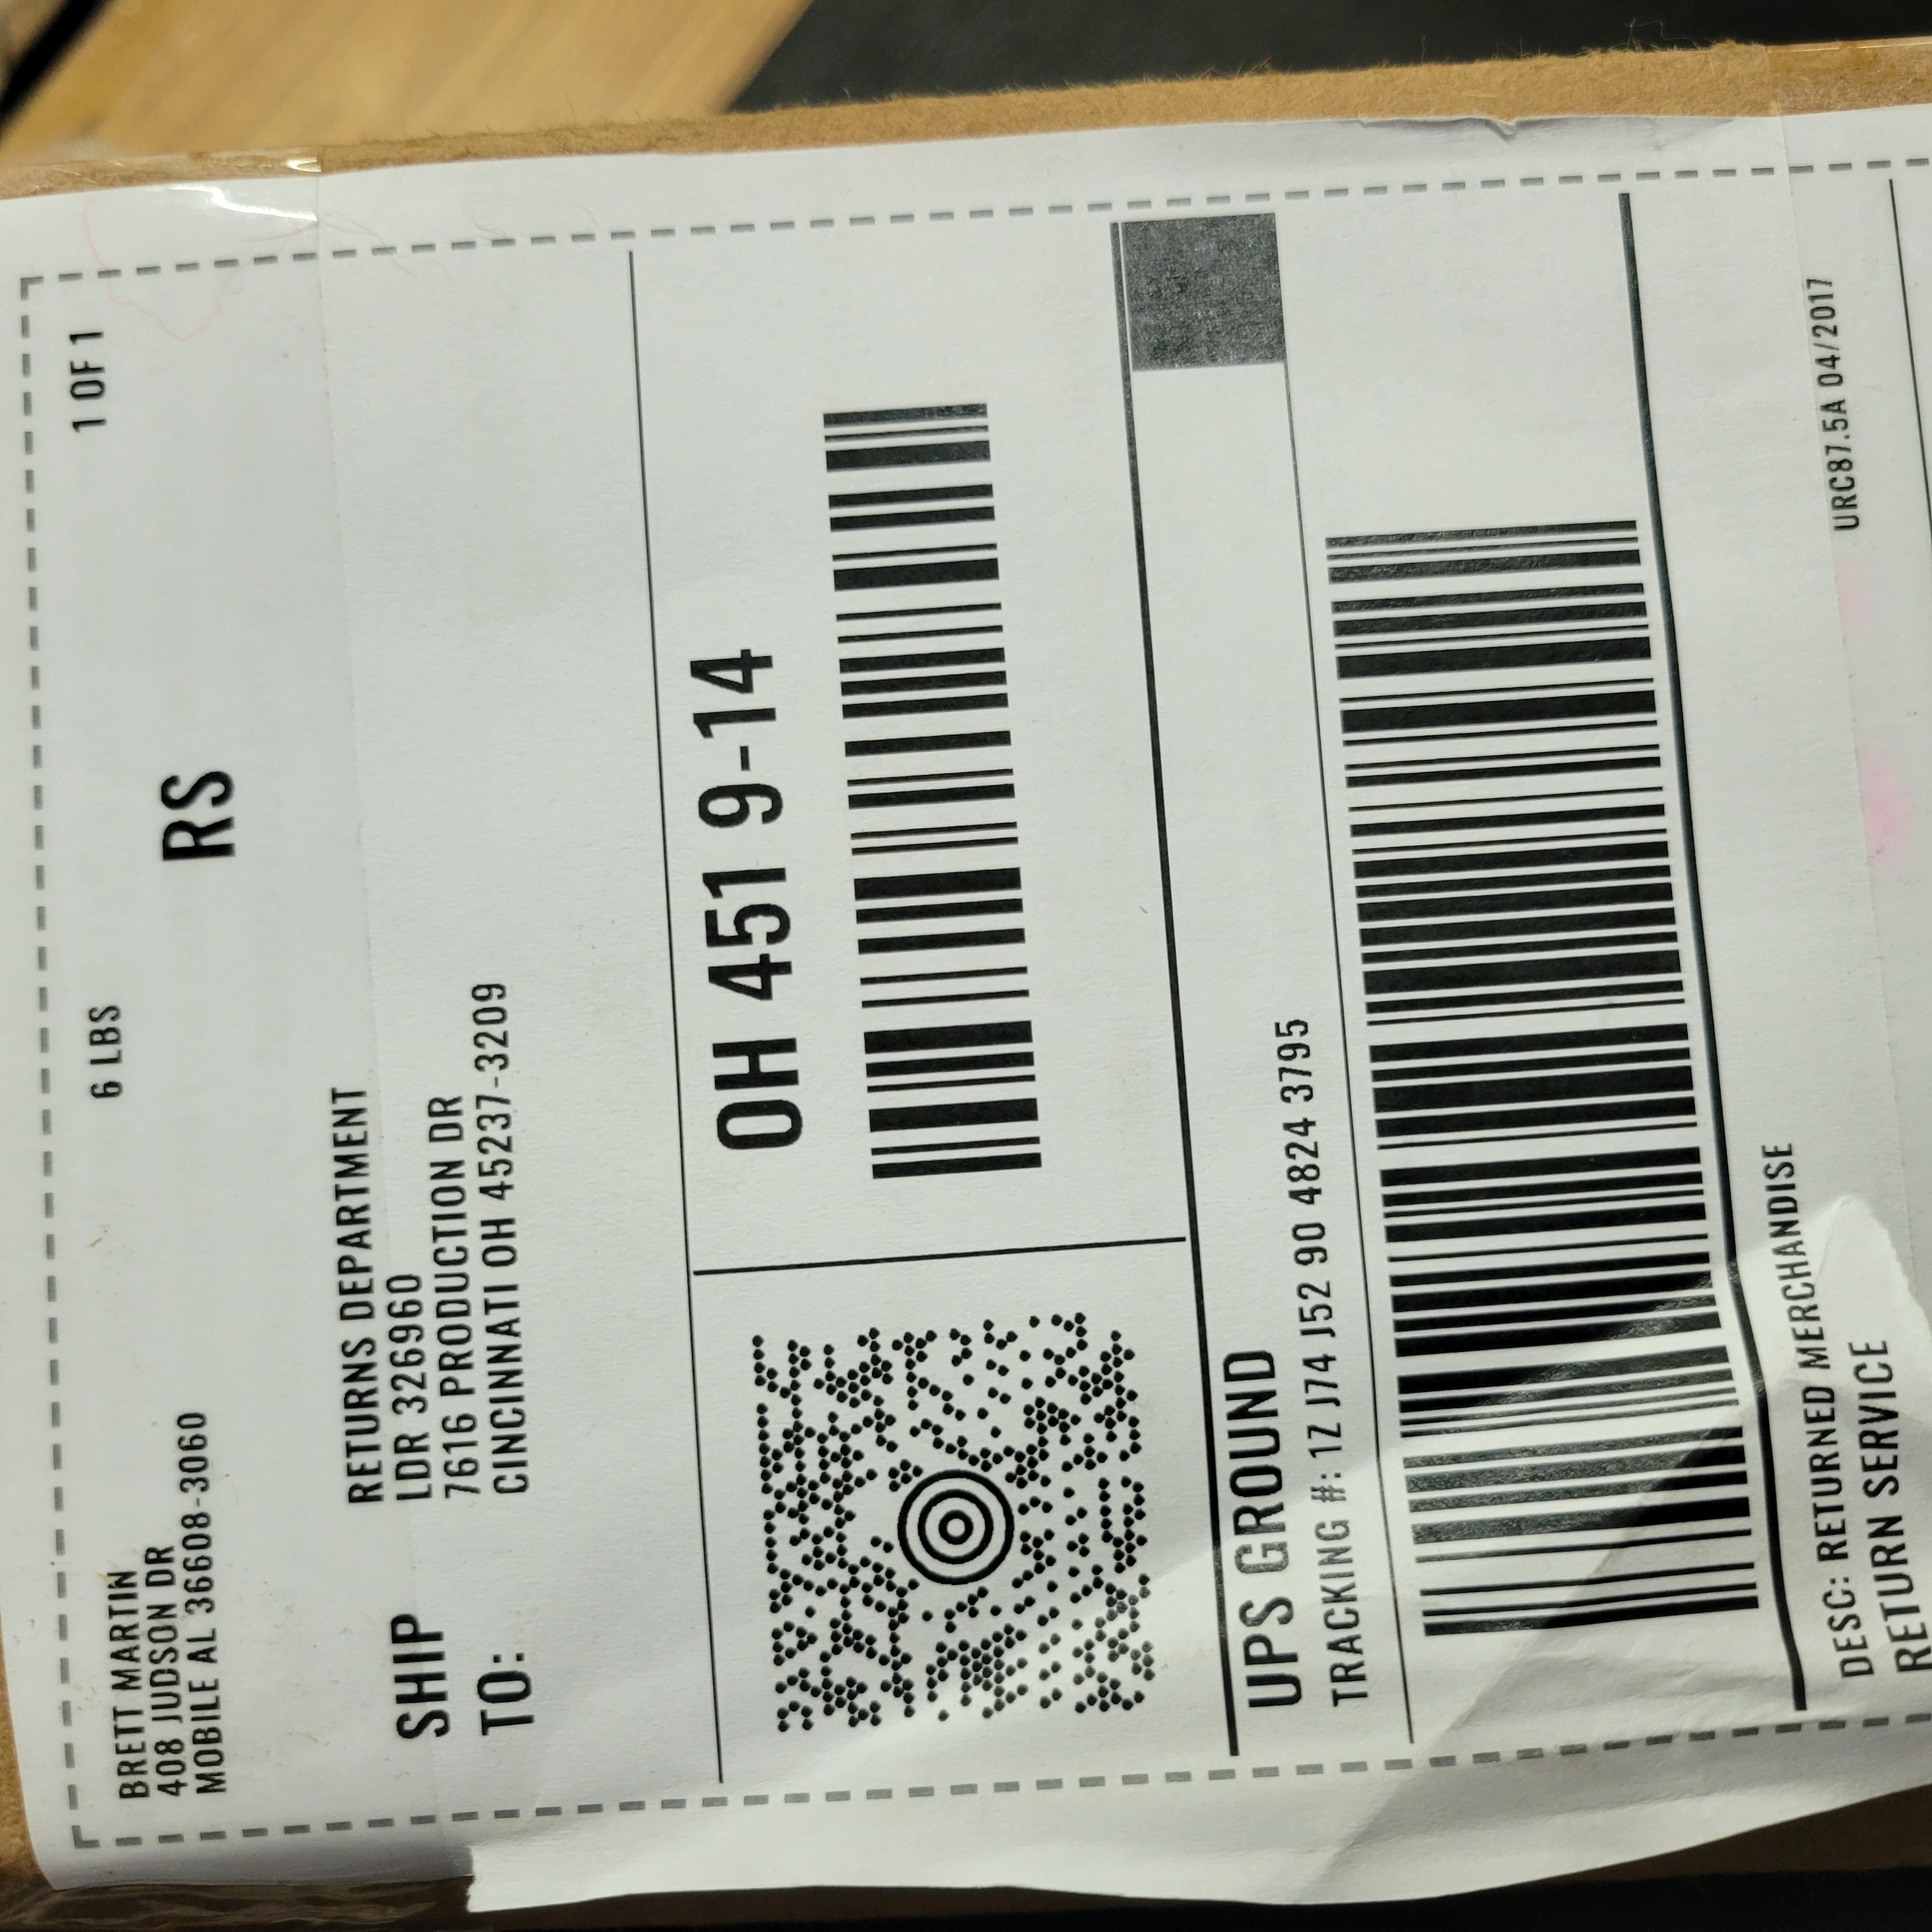 BRETT MARTIN
408 JUDSON DR
MOBILE AL 36608-3060
6 LBS
1 OF 1
RS
SHIP
TO:
RETURNS DEPARTMENT
LDR 326960
7616 PRODUCTION DR
CINCINNATI OH 45237-3209
OH 451 9-14
UPS GROUND
TRACKING #: 1Z J74 J52 90 4824 3795
DESC: RETURNED MERCHANDISE
RETURN SERVICE
URC87.5A 04/2017